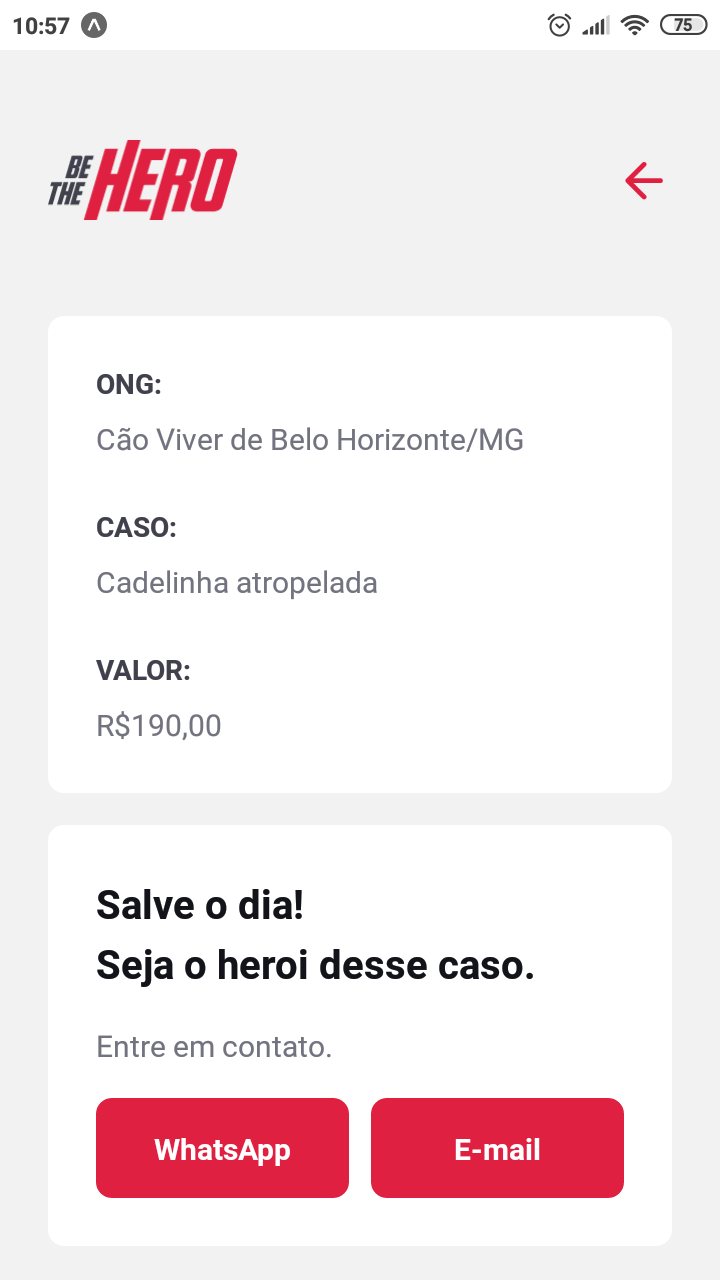 10:57
75
BE
THE HERO
ONG:
Cão Viver de Belo Horizonte/MG
CASO:
Cadelinha atropelada
VALOR:
R$190,00
Salve o dia!
Seja o heroi desse caso.
Entre em contato.
WhatsApp
E-mail